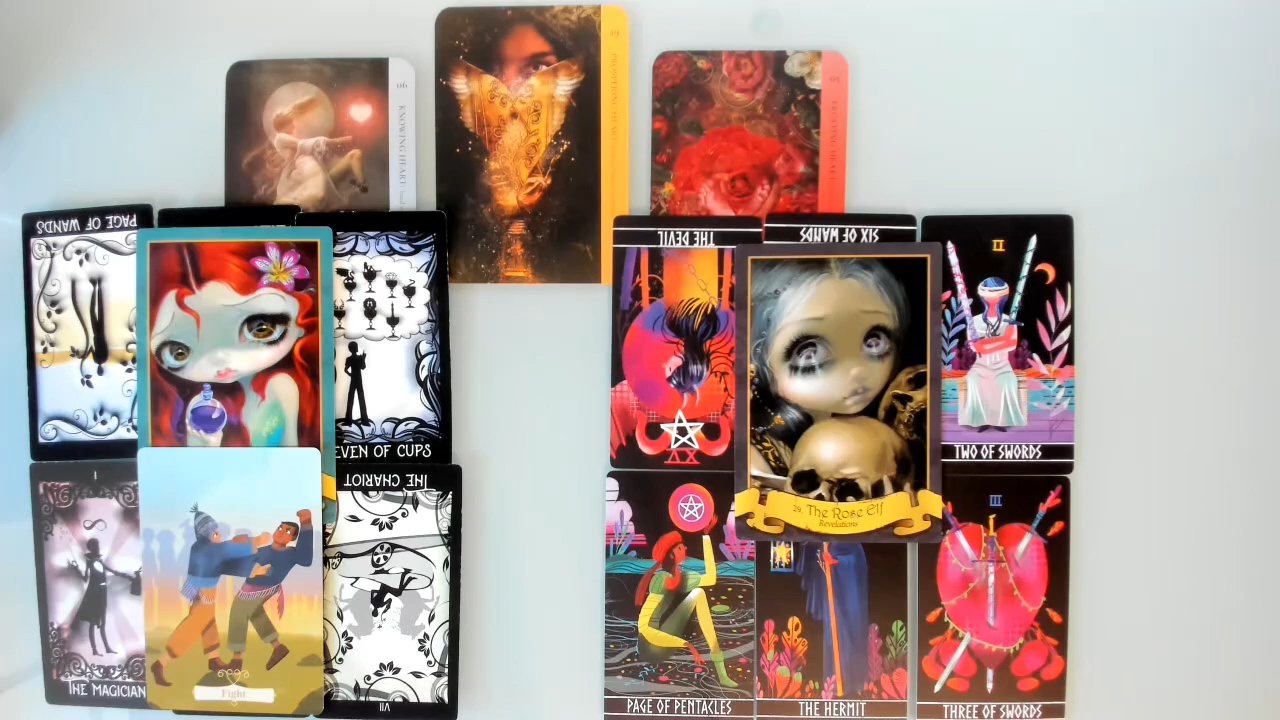 KNOWING HEART
PAGE OF WANDS
THE DEVIL
SIX OF WANDS
II
EVEN OF CUPS
TWO OF SWORDS
THE CHARIOT
I
29. The Rose Elf
Revelations
III
THE MAGICIAN
Fight
VII
PAGE OF PENTACLES
THE HERMIT
THREE OF SWORDS